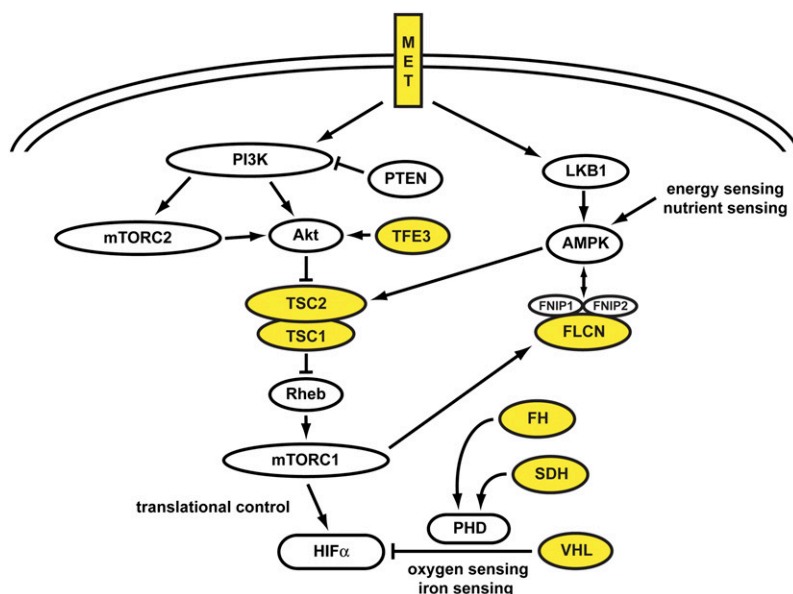 M
E
T
PI3K
PTEN
LKB1
energy sensing
nutrient sensing
mTORC2
Akt
TFE3
AMPK
TSC2
FNIP1
FNIP2
TSC1
FLCN
Rheb
FH
mTORC1
SDH
translational control
PHD
HIFα
VHL
oxygen sensing
iron sensing